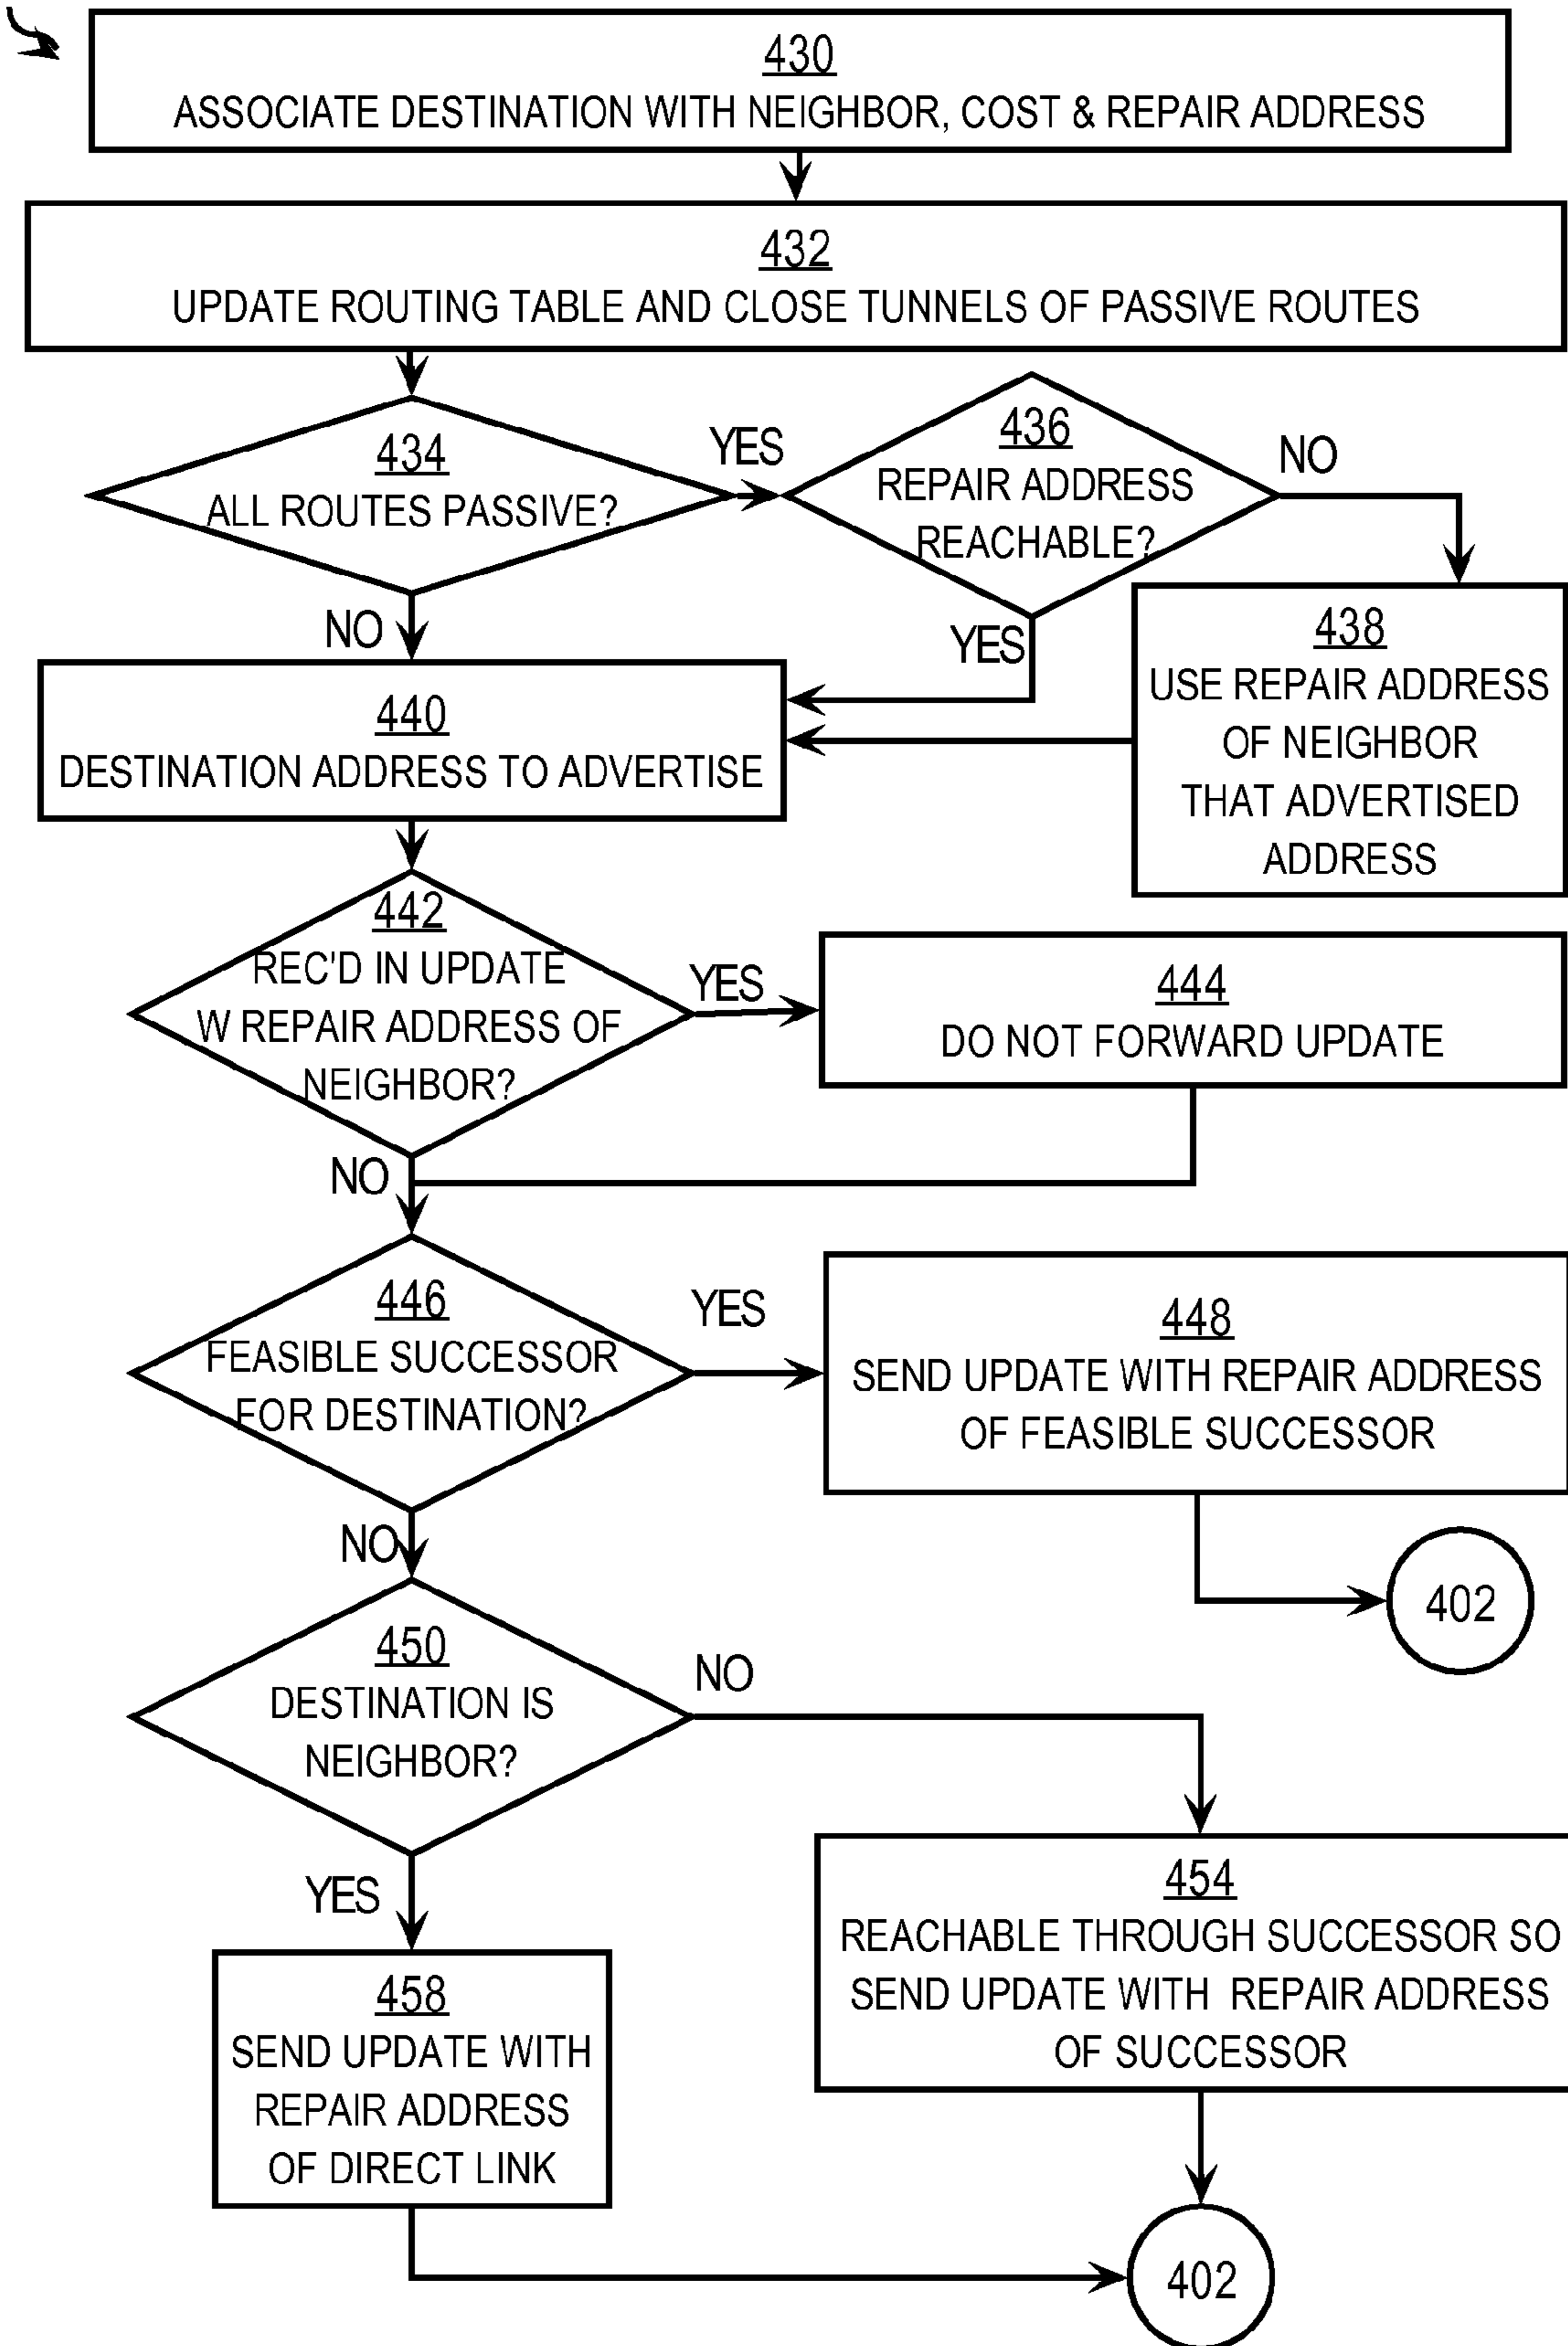 430
ASSOCIATE DESTINATION WITH NEIGHBOR, COST & REPAIR ADDRESS
432
UPDATE ROUTING TABLE AND CLOSE TUNNELS OF PASSIVE ROUTES
434
ALL ROUTES PASSIVE?
YES
436
REPAIR ADDRESS
REACHABLE?
NO
NO
YES
438
USE REPAIR ADDRESS
OF NEIGHBOR
THAT ADVERTISED
ADDRESS
440
DESTINATION ADDRESS TO ADVERTISE
442
REC'D IN UPDATE
W REPAIR ADDRESS OF
NEIGHBOR?
YES
444
DO NOT FORWARD UPDATE
NO
446
FEASIBLE SUCCESSOR
FOR DESTINATION?
YES
448
SEND UPDATE WITH REPAIR ADDRESS
OF FEASIBLE SUCCESSOR
NO
402
450
DESTINATION IS
NEIGHBOR?
NO
YES
454
REACHABLE THROUGH SUCCESSOR SO
SEND UPDATE WITH REPAIR ADDRESS
OF SUCCESSOR
458
SEND UPDATE WITH
REPAIR ADDRESS
OF DIRECT LINK
402